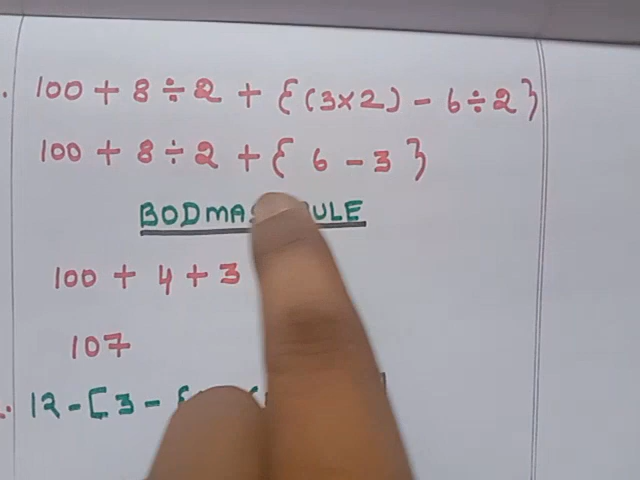 100 + 8 ÷ 2 + { (3 × 2) - 6 ÷ 2 }
100 + 8 ÷ 2 + { 6 - 3 }
BODMAS RULE
100 + 4 + 3
107
12 - [ 3 - {